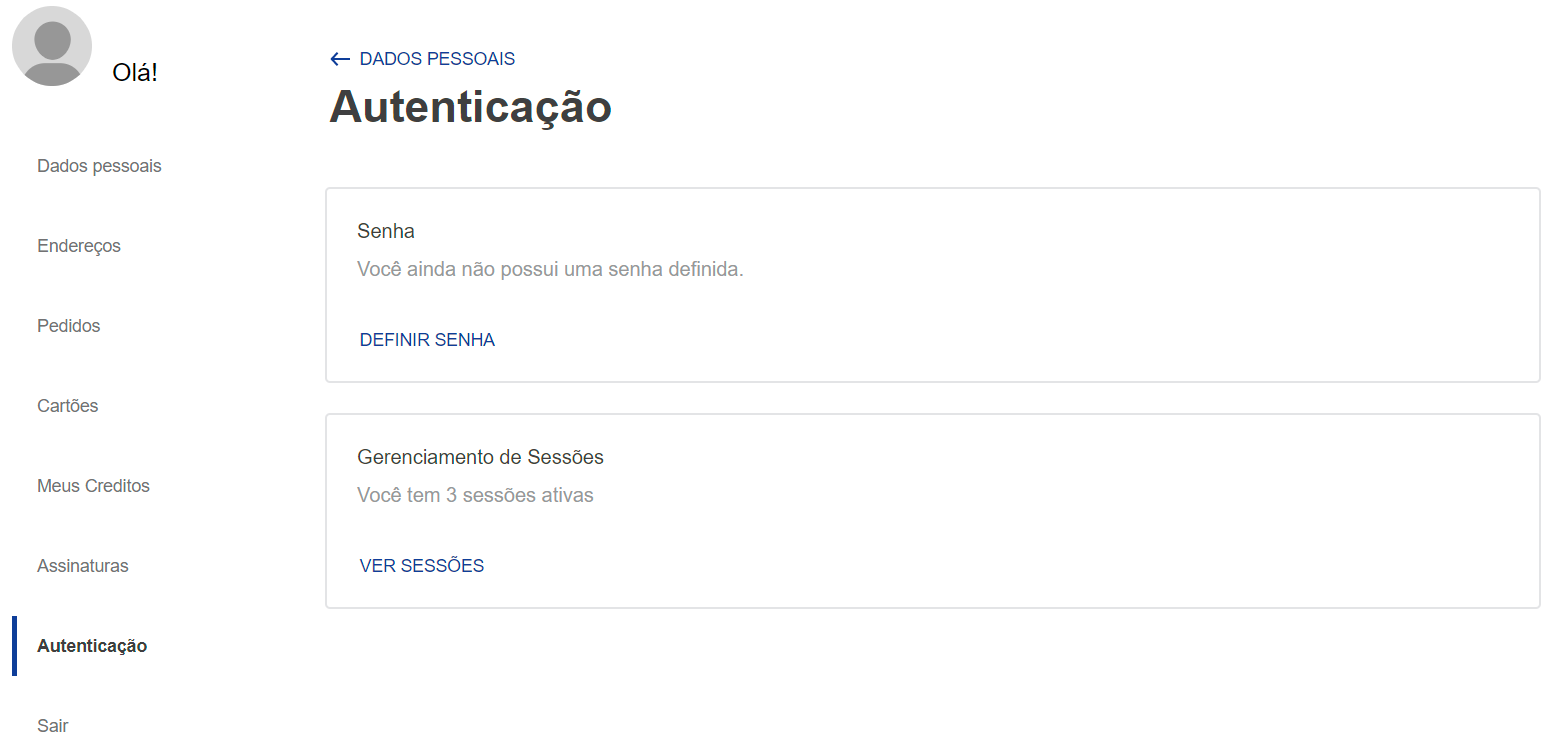 Olá!
Dados pessoais
Endereços
Pedidos
Cartões
Meus Creditos
Assinaturas
Autenticação
Sair
DADOS PESSOAIS
Autenticação
Senha
Você ainda não possui uma senha definida.
DEFINIR SENHA
Gerenciamento de Sessões
Você tem 3 sessões ativas
VER SESSÕES